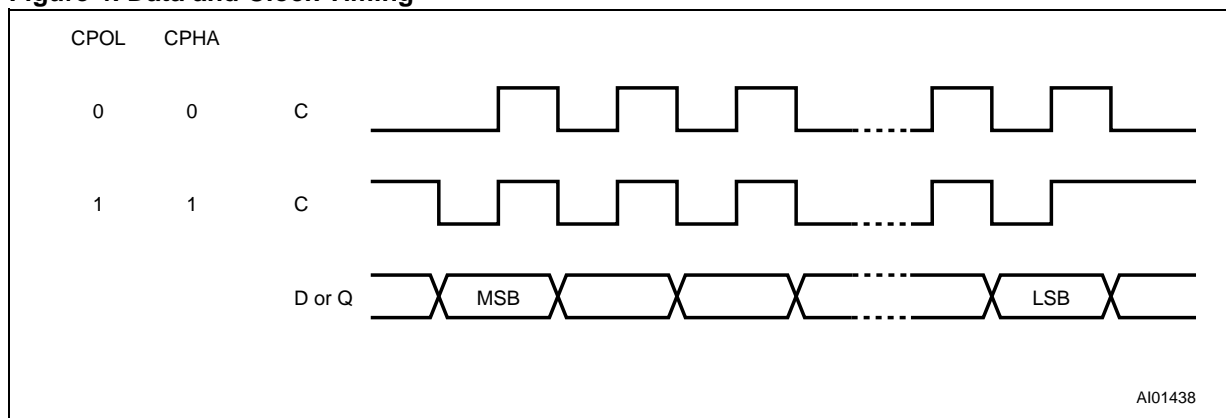 Figure 4. Data and Clock Timing
CPOL CPHA
0 0 C
1 1 C
D or Q MSB LSB
AI01438